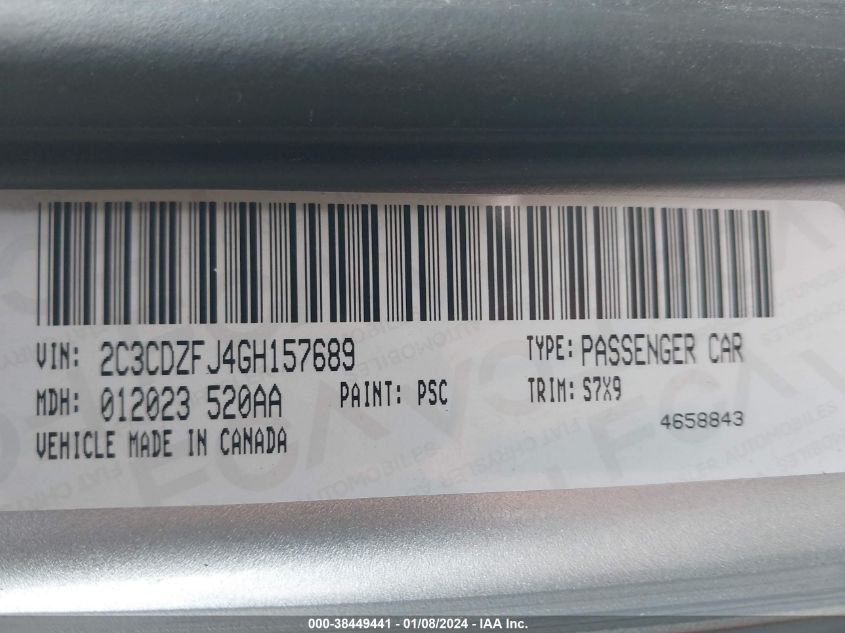 VIN: 2C3CDZFJ4GH157689 TYPE: PASSENGER CAR
MDH: 012023 520AA PAINT: PSC TRIM: S7X9
4658843
VEHICLE MADE IN CANADA
000-38449441 - 01/08/2024 - IAA Inc.